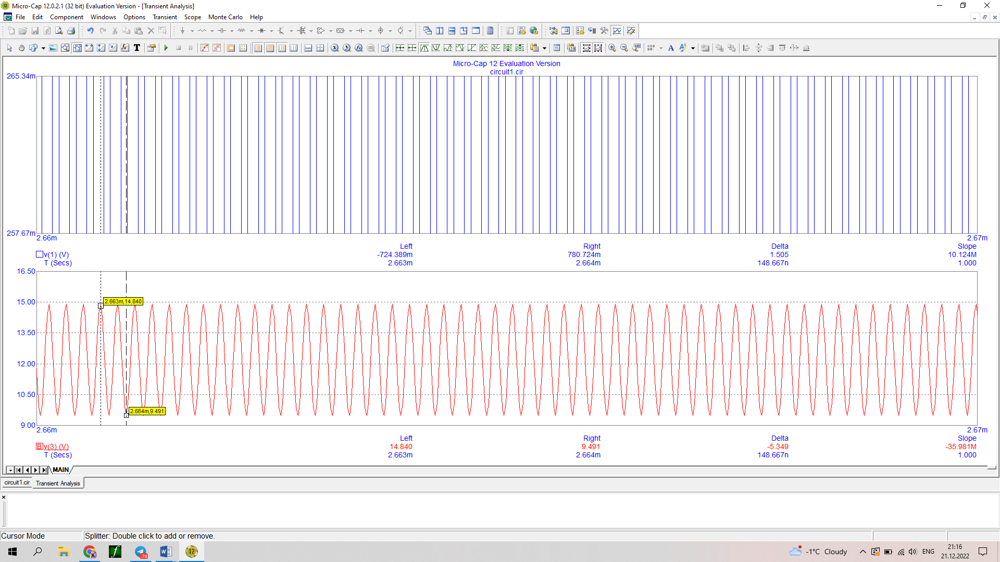 Micro-Cap 12.0.2.1 (32 bit) Evaluation Version - [Transient Analysis]
File Edit Component Windows Options Transient Scope Monte Carlo Help
Micro-Cap 12 Evaluation Version
circuit1.cir
265.34m
257.67m
2.66m 2.67m
Left Right Delta Slope
v(1) (V) -724.389m 780.724m 1.505 10.124M
T (Secs) 2.663m 2.664m 148.667n 1.000
16.50
15.00
13.50
12.00
10.50
9.00
2.663m,14.840
2.664m,9.491
2.66m 2.67m
Left Right Delta Slope
B v(3) (V) 14.840 9.491 -5.349 -35.981M
T (Secs) 2.663m 2.664m 148.667n 1.000
MAIN
circuit1.cir Transient Analysis
Cursor Mode Splitter: Double click to add or remove.
12
-1°C Cloudy ENG
21:16
21.12.2022